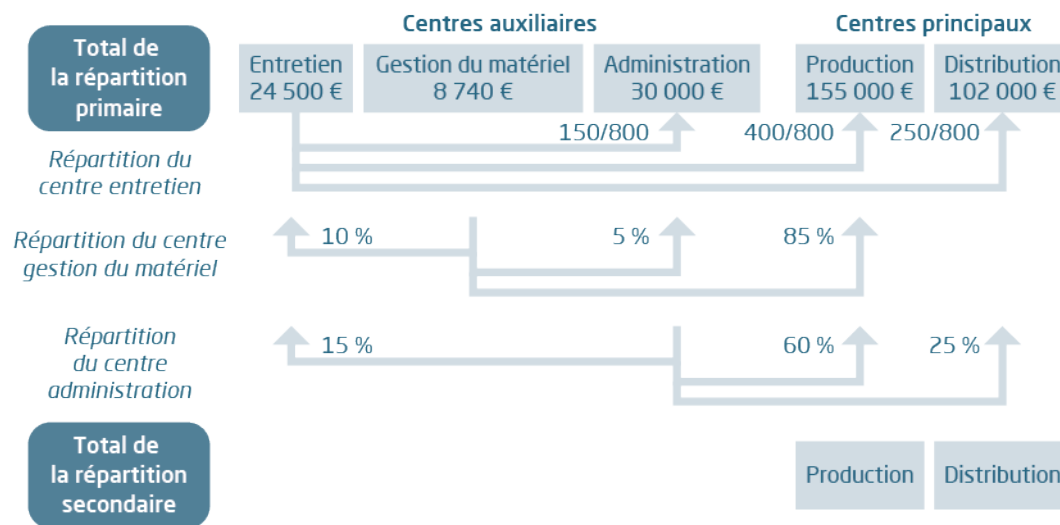 Centres auxiliaires
Centres principaux
Total de
la répartition
primaire
Entretien
24 500 €
Gestion du matériel
8 740 €
Administration
30 000 €
Production
155 000 €
Distribution
102 000 €
150/800
400/800
250/800
Répartition du
centre entretien
Répartition du centre
gestion du matériel
10 %
5 %
85 %
Répartition
du centre
administration
15 %
60 %
25 %
Total de
la répartition
secondaire
Production
Distribution